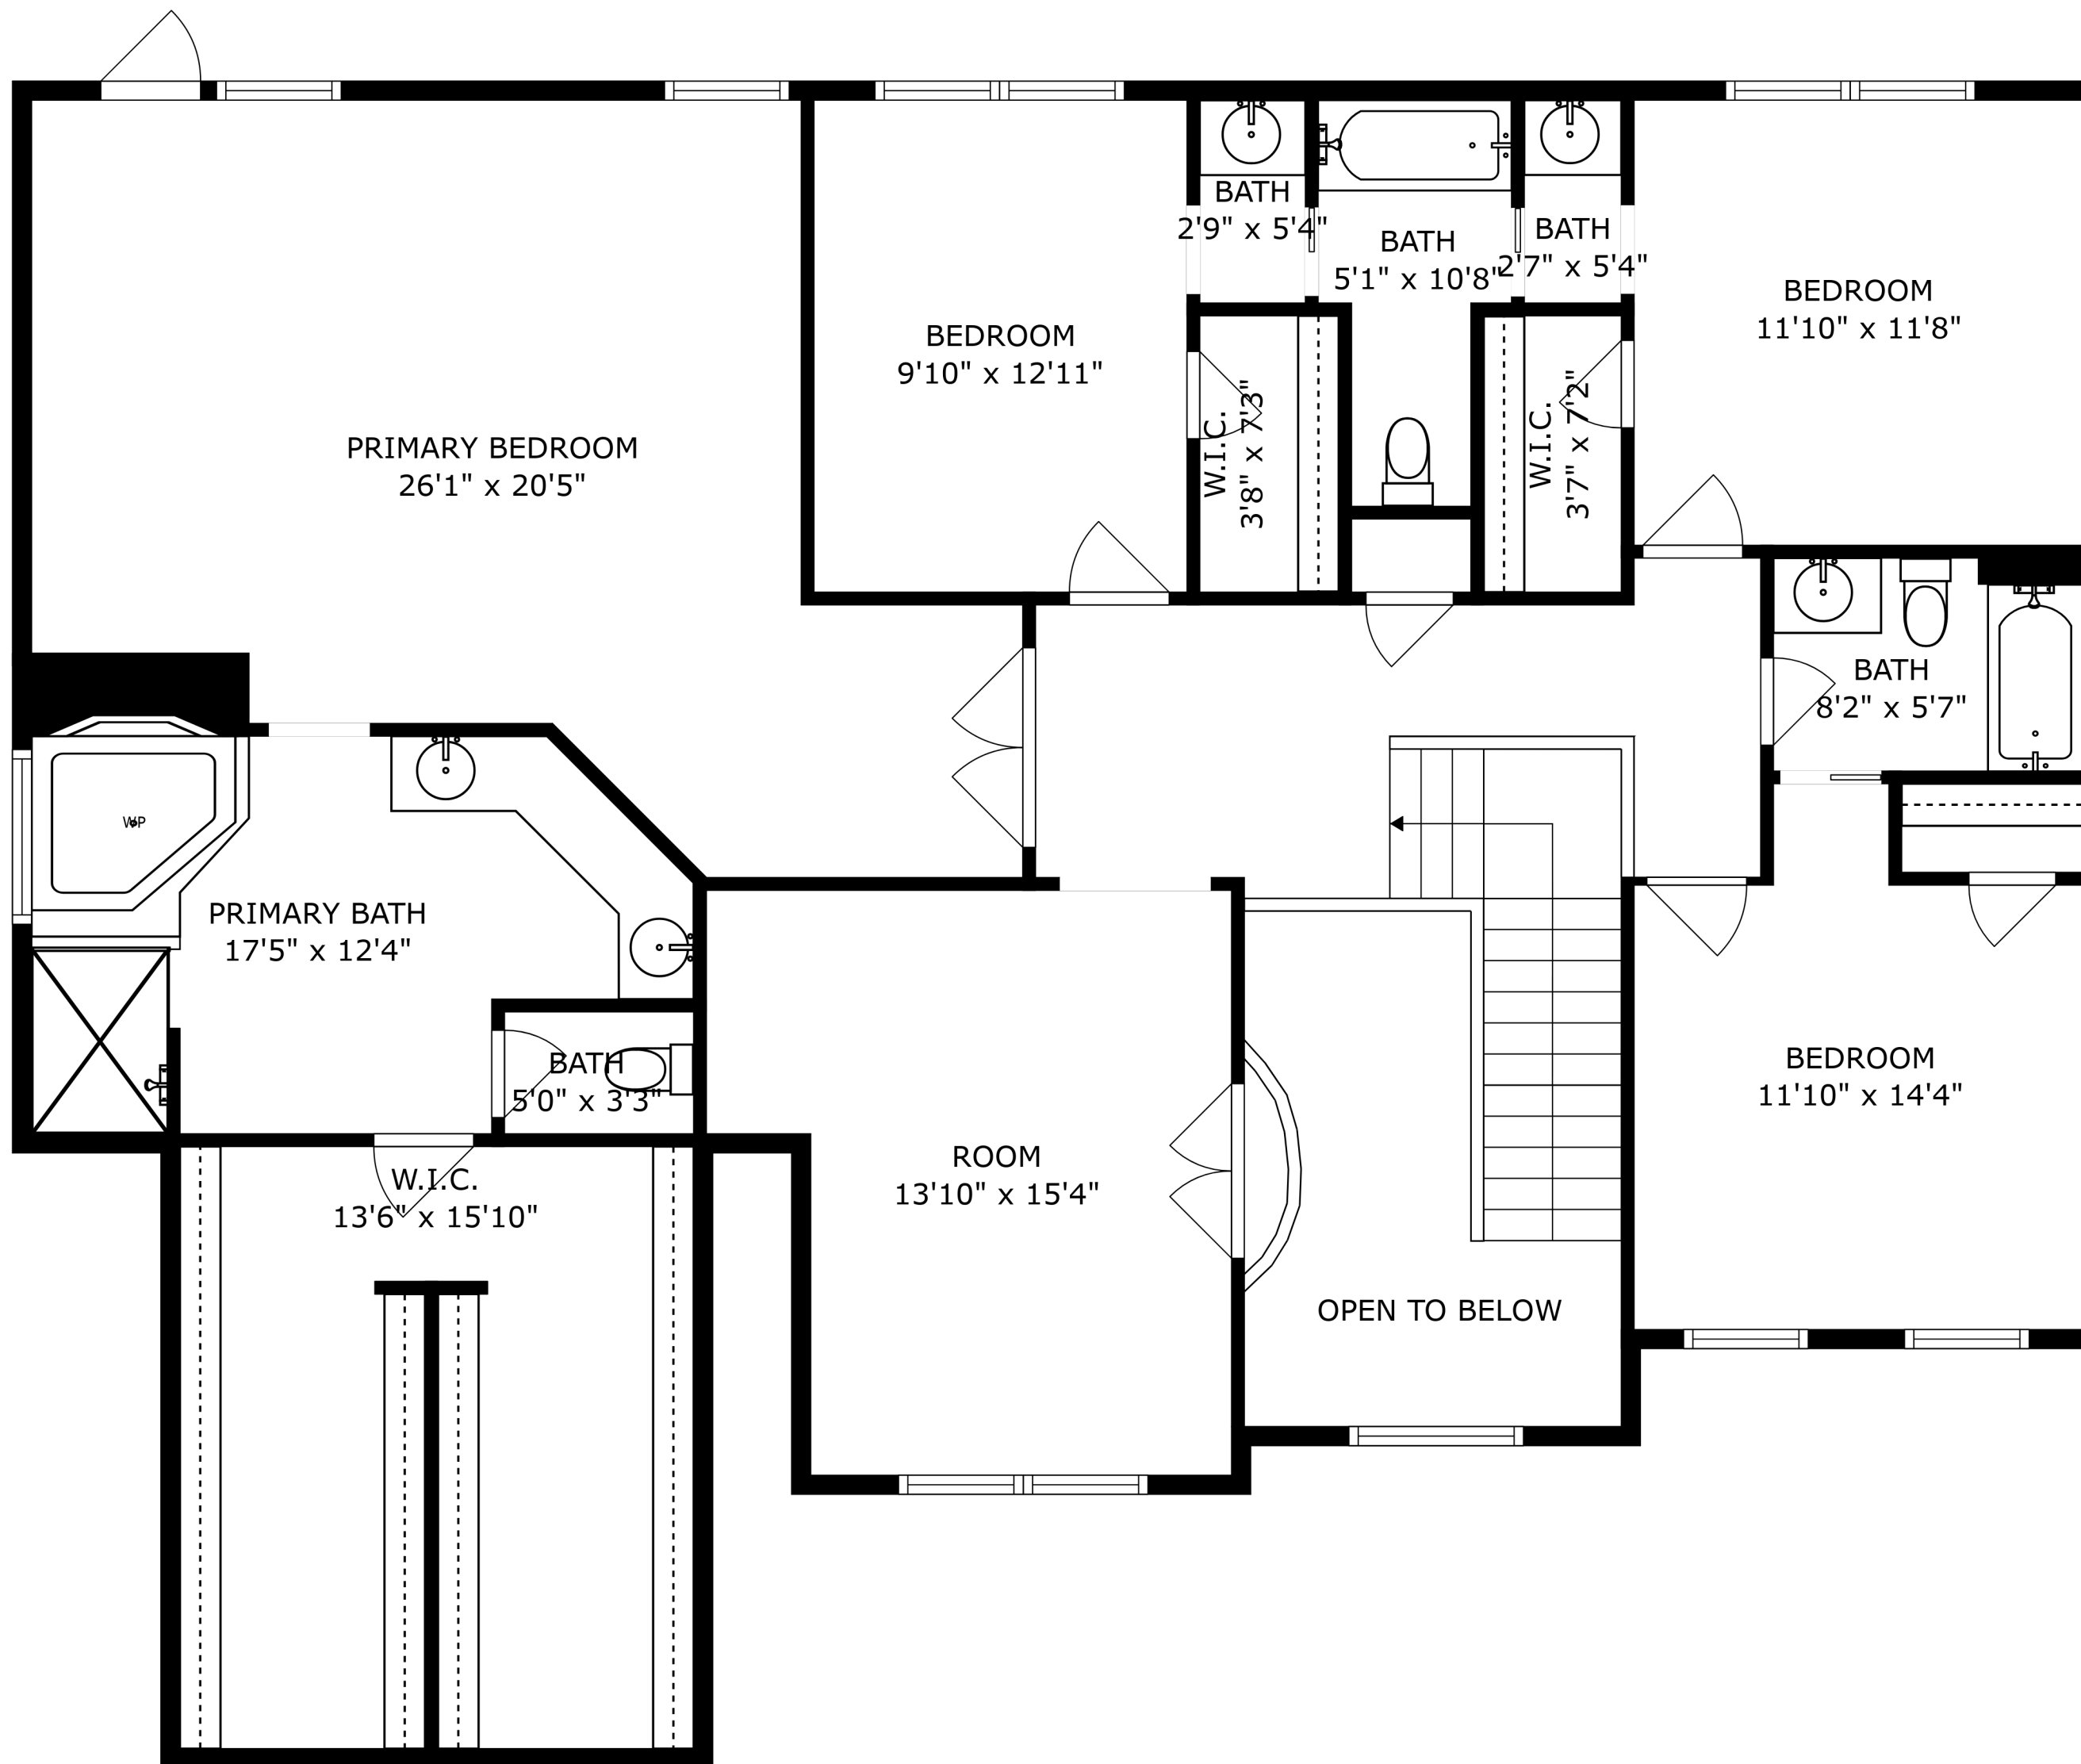 BATH
2'9" x 5'4"
BATH
5'1" x 10'8"
BATH
2'7" x 5'4"
BEDROOM
11'10" x 11'8"
BEDROOM
9'10" x 12'11"
W.I.C.
3'8" x 7'3"
W.I.C.
3'7" x 7'2"
PRIMARY BEDROOM
26'1" x 20'5"
BATH
8'2" x 5'7"
WP
PRIMARY BATH
17'5" x 12'4"
BATH
5'0" x 3'3"
BEDROOM
11'10" x 14'4"
ROOM
13'10" x 15'4"
W.I.C.
13'6" x 15'10"
OPEN TO BELOW